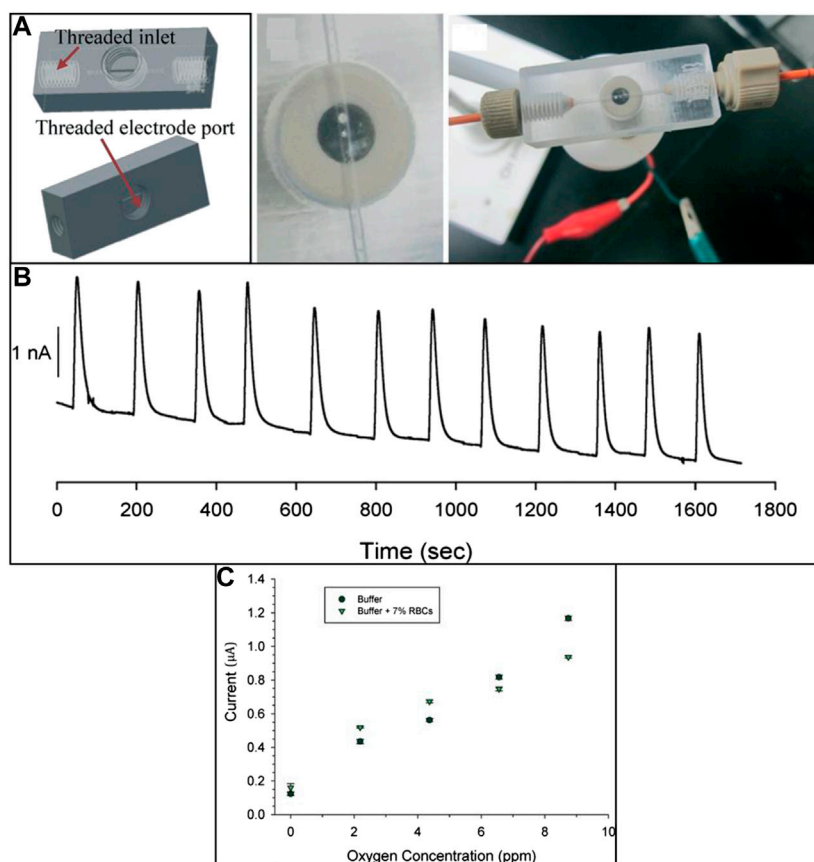 A
Threaded inlet
Threaded electrode port
B
1 nA
0 200 400 600 800 1000 1200 1400 1600 1800
Time (sec)
C
1.4
1.2
1.0
0.8
0.6
0.4
0.2
0.0
Current (µA)
Buffer
Buffer + 7% RBCs
0 2 4 6 8 10
Oxygen Concentration (ppm)